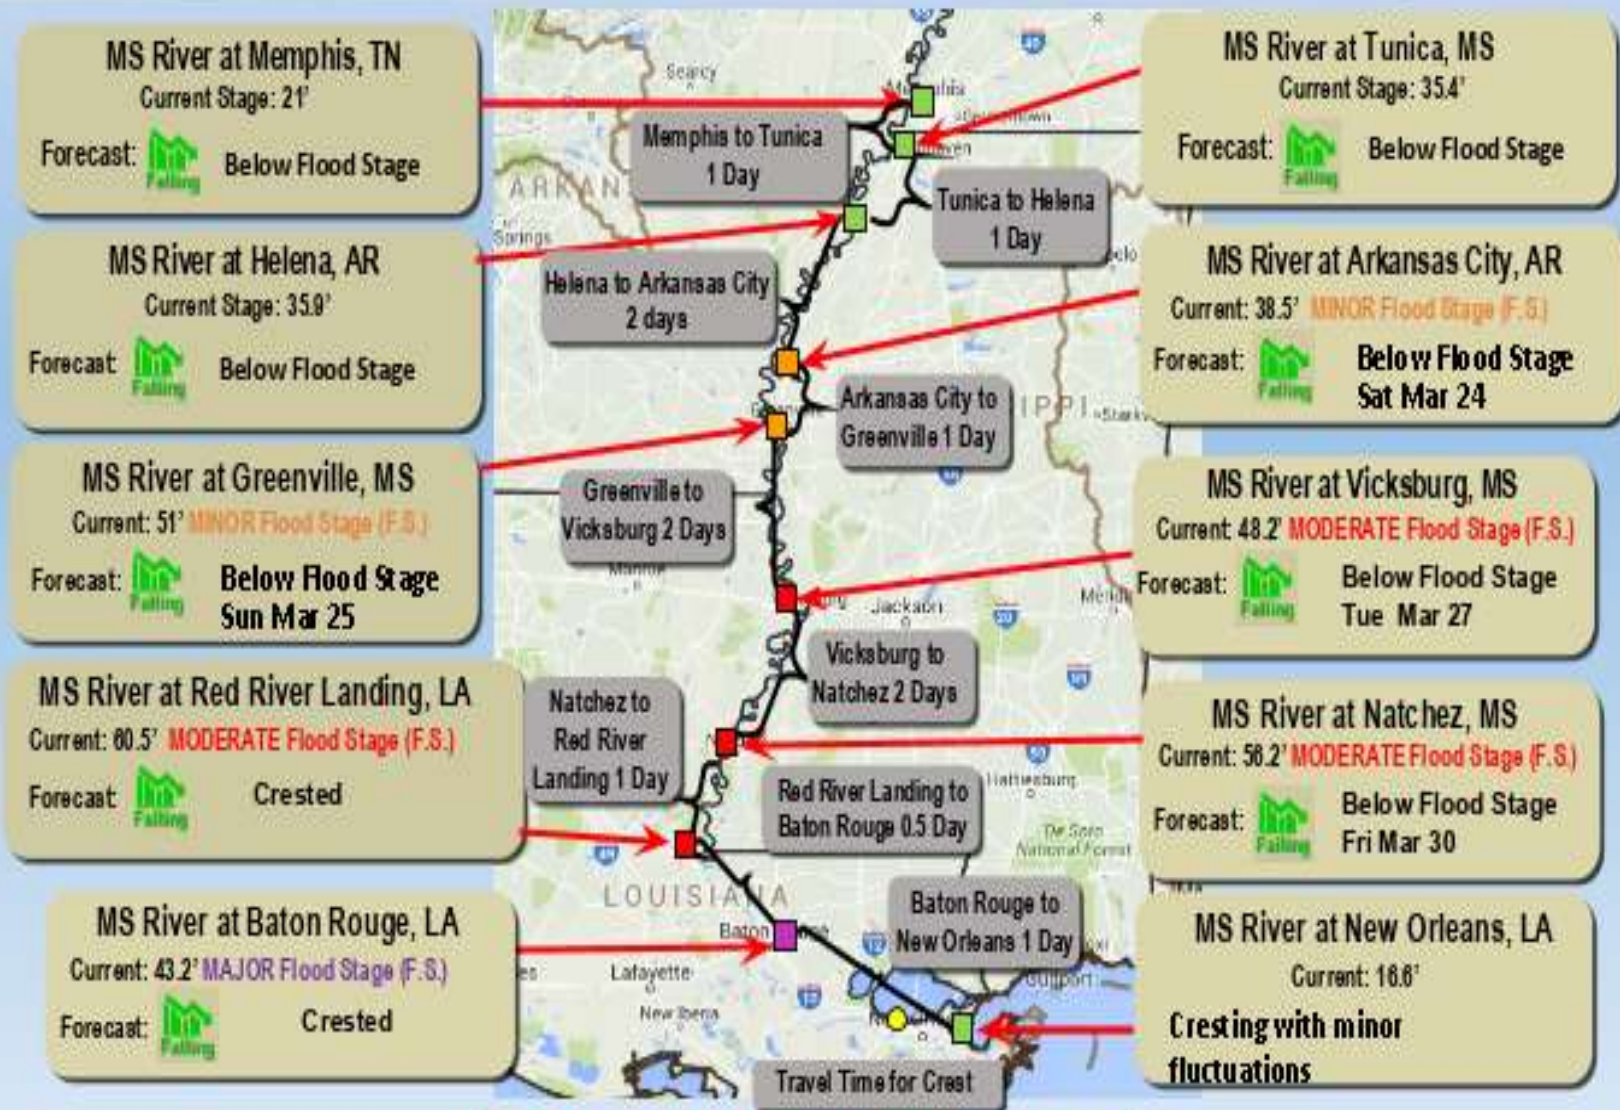 MS River at Memphis, TN
Current Stage: 21'
Forecast:
Falling
Below Flood Stage
MS River at Tunica, MS
Current Stage: 35.4'
Forecast:
Falling
Below Flood Stage
MS River at Helena, AR
Current Stage: 35.9'
Forecast
Falling
Below Flood Stage
MS River at Arkansas City, AR
Current: 38.5' MINOR Flood Stage (F.S.)
Forecast:
Falling
Below Flood Stage
Sat Mar 24
MS River at Greenville, MS
Current: 51' MINOR Flood Stage (F.S.)
Forecast:
Falling
Below Flood Stage
Sun Mar 25
MS River at Vicksburg, MS
Current: 48.2' MODERATE Flood Stage (F.S.)
Forecast:
Falling
Below Flood Stage
Tue Mar 27
MS River at Red River Landing, LA
Current: 60.5' MODERATE Flood Stage (F.S.)
Forecast
Falling
Crested
MS River at Natchez, MS
Current: 56.2' MODERATE Flood Stage (F.S.)
Forecast:
Falling
Below Flood Stage
Fri Mar 30
MS River at Baton Rouge, LA
Current: 43.2' MAJOR Flood Stage (F.S.)
Forecast:
Falling
Crested
MS River at New Orleans, LA
Current: 16.6'
Cresting with minor
fluctuations
Memphis to Tunica
1 Day
Tunica to Helena
1 Day
Helena to Arkansas City
2 days
Arkansas City to
Greenville 1 Day
Greenville to
Vicksburg 2 Days
Vicksburg to
Natchez 2 Days
Natchez to
Red River
Landing 1 Day
Red River Landing to
Baton Rouge 0.5 Day
Baton Rouge to
New Orleans 1 Day
Travel Time for Crest
Searcy
Springs
Jackson
Hattiesburg
De Soto
National Forest
LOUISIANA
Baton
Lafayette
New Iberia